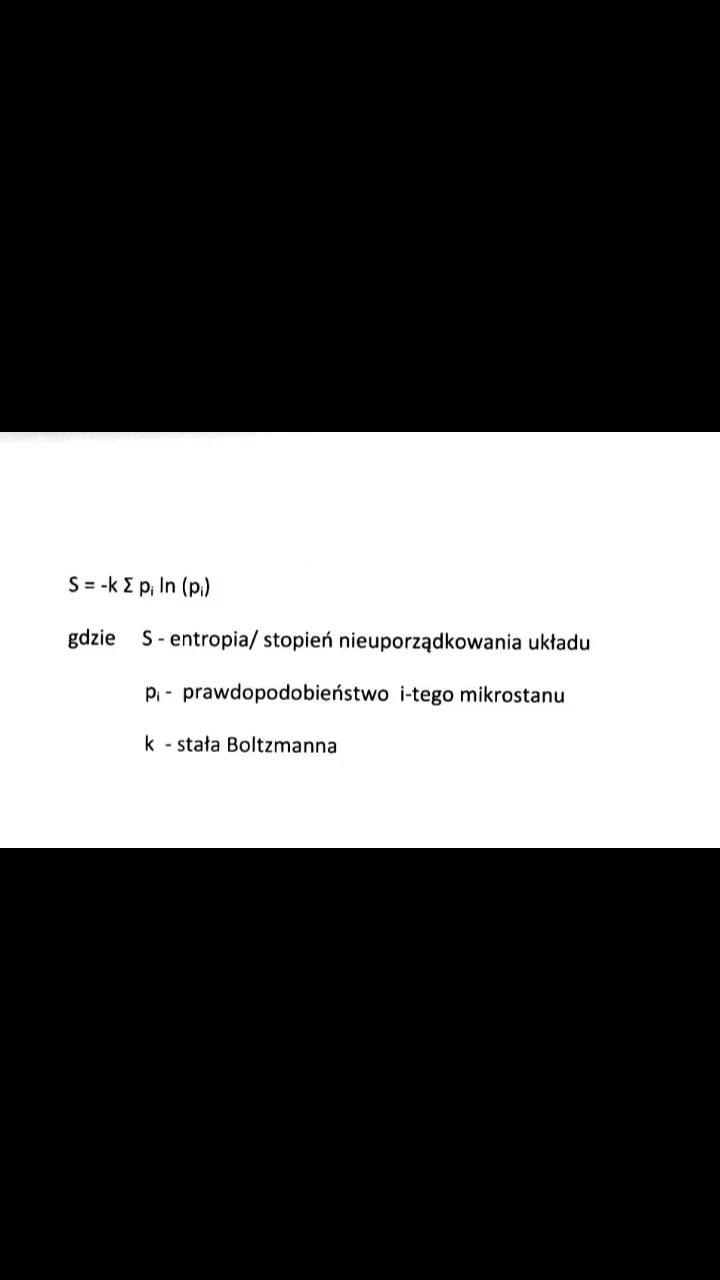 S = -k Σ pᵢ ln (pᵢ)
gdzie S - entropia/ stopień nieuporządkowania układu
pᵢ - prawdopodobieństwo i-tego mikrostanu
k - stała Boltzmanna